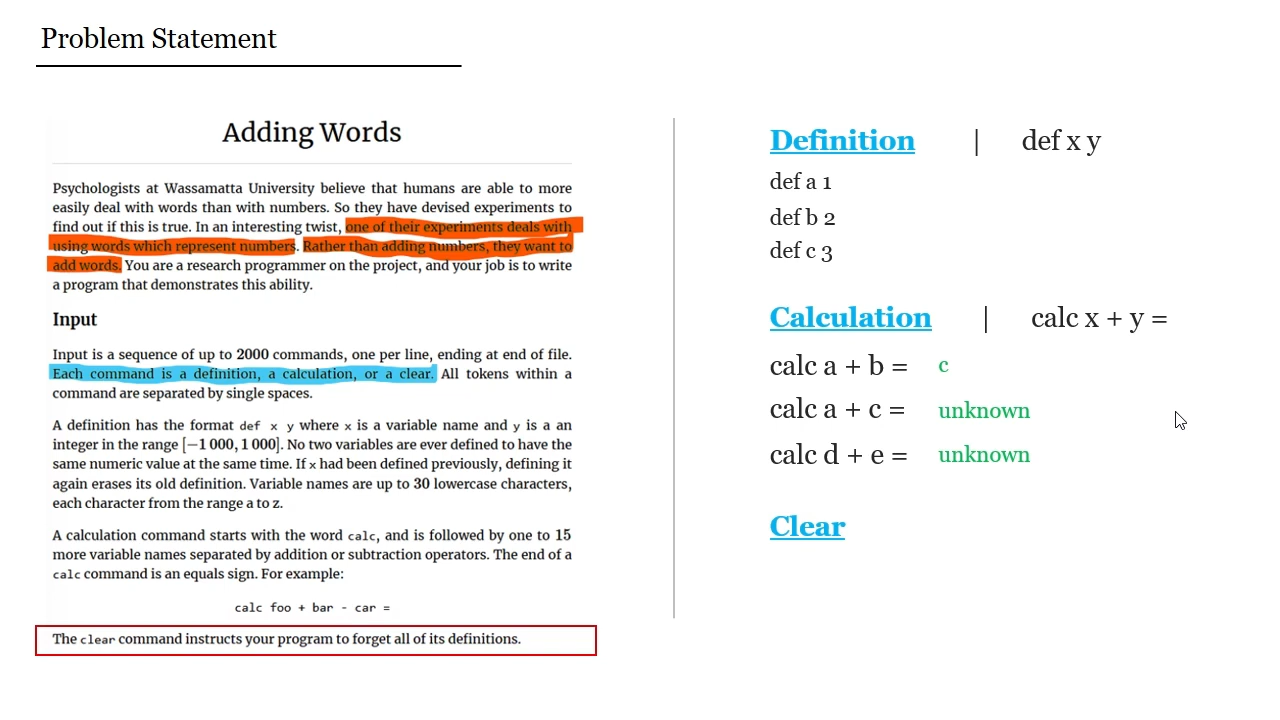 Problem Statement
Adding Words
Psychologists at Wassamatta University believe that humans are able to more
easily deal with words than with numbers. So they have devised experiments to
find out if this is true. In an interesting twist, one of their experiments deals with
using words which represent numbers. Rather than adding numbers, they want to
add words. You are a research programmer on the project, and your job is to write
a program that demonstrates this ability.
Input
Input is a sequence of up to 2000 commands, one per line, ending at end of file.
Each command is a definition, a calculation, or a clear. All tokens within a
command are separated by single spaces.
A definition has the format def x y where x is a variable name and y is a an
integer in the range [−1 000, 1 000]. No two variables are ever defined to have the
same numeric value at the same time. If x had been defined previously, defining it
again erases its old definition. Variable names are up to 30 lowercase characters,
each character from the range a to z.
A calculation command starts with the word calc, and is followed by one to 15
more variable names separated by addition or subtraction operators. The end of a
calc command is an equals sign. For example:
calc foo + bar - car =
The clear command instructs your program to forget all of its definitions.
Definition | def x y
def a 1
def b 2
def c 3
Calculation | calc x + y =
calc a + b = c
calc a + c = unknown
calc d + e = unknown
Clear